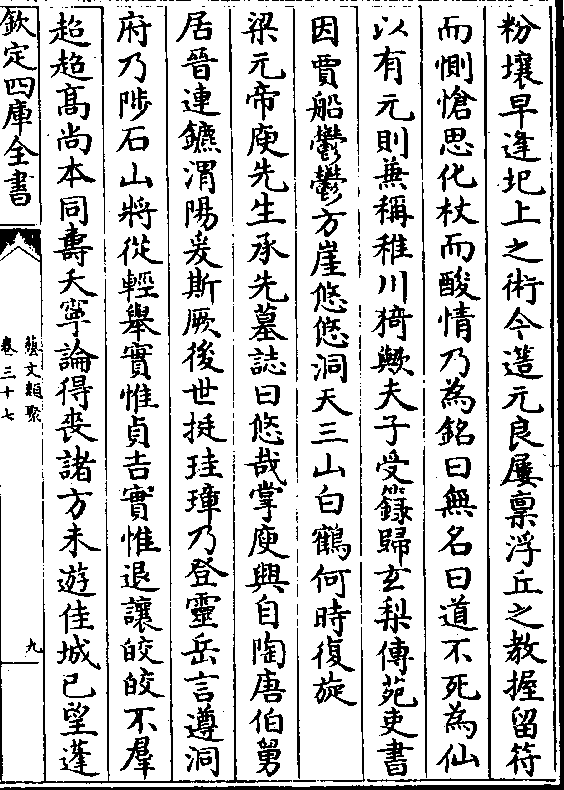 粉壤早逢圯上之術今造元良屢稟浮丘之教握留符
而惻愴思化杖而酸情乃為銘曰無名曰道不死為仙
以有元則兼稱稚川猗歟夫子受籙歸玄梨傳苑吏書
因賈船鬱鬱方崖悠悠洞天三山白鶴何時復旋
梁元帝庾先生承先墓誌曰悠哉掌庾興自陶唐伯舅
居晉連鑣渭陽爰斯厥後世挺珪璋乃登靈岳言遵洞
府乃陟石山將從輕舉實惟貞吉實惟退讓皎皎不羣
超超髙尚本同壽夭寧論得喪諸方未遊佳城已望蓬
欽定四庫全書
藝文類聚
卷三十七
九